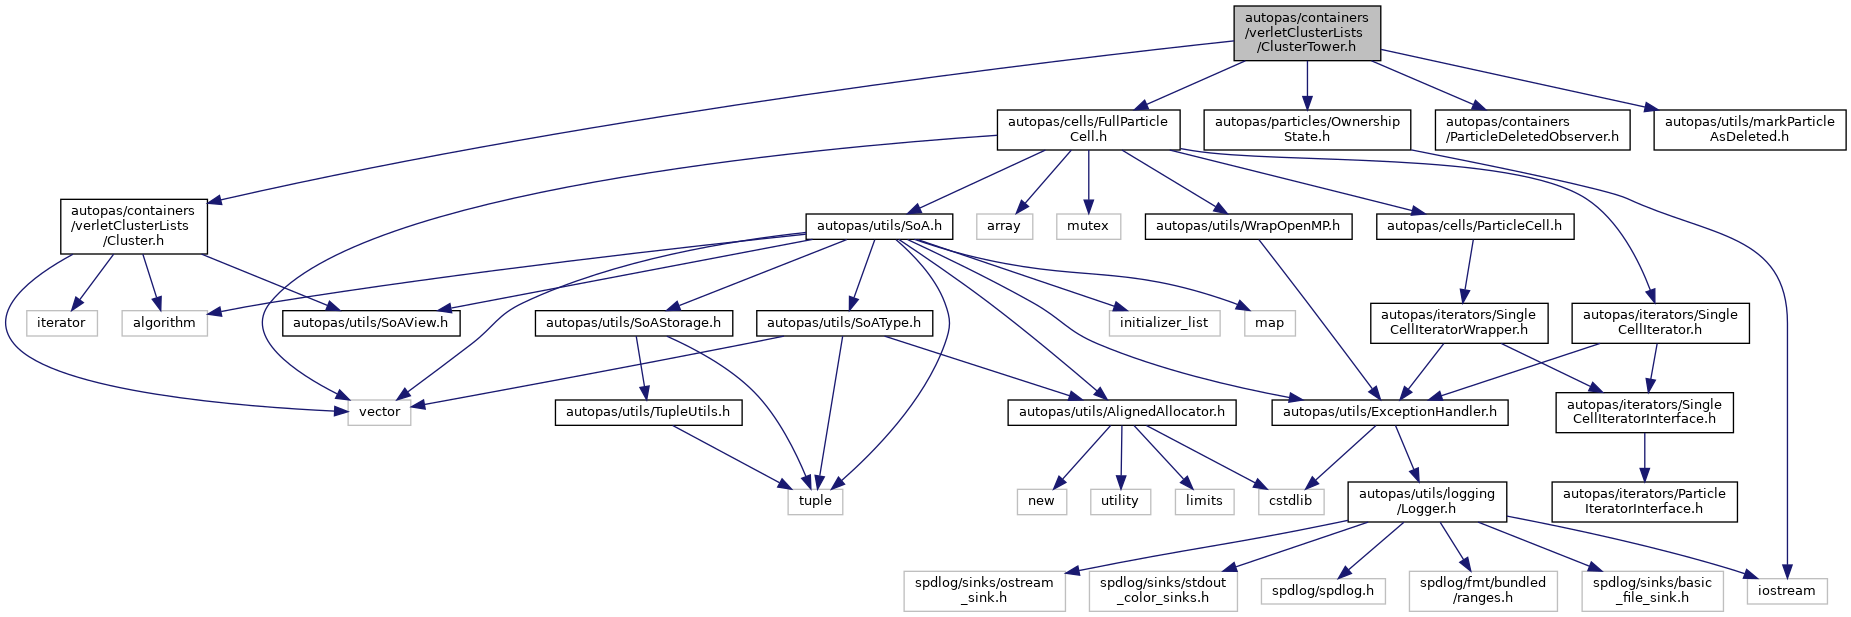 autopas/containers
/verletClusterLists
/ClusterTower.h
autopas/cells/FullParticle
Cell.h
autopas/particles/Ownership
State.h
autopas/containers
/ParticleDeletedObserver.h
autopas/utils/markParticle
AsDeleted.h
autopas/containers
/verletClusterLists
/Cluster.h
autopas/utils/SoA.h
array
mutex
autopas/utils/WrapOpenMP.h
autopas/cells/ParticleCell.h
iterator
algorithm
autopas/utils/SoAView.h
autopas/utils/SoAStorage.h
autopas/utils/SoAType.h
initializer_list
map
autopas/iterators/Single
CellIteratorWrapper.h
autopas/iterators/Single
CellIterator.h
vector
autopas/utils/TupleUtils.h
autopas/utils/AlignedAllocator.h
autopas/utils/ExceptionHandler.h
autopas/iterators/Single
CellIteratorInterface.h
tuple
new
utility
limits
cstdlib
autopas/utils/logging
/Logger.h
autopas/iterators/Particle
IteratorInterface.h
spdlog/sinks/ostream
_sink.h
spdlog/sinks/stdout
_color_sinks.h
spdlog/spdlog.h
spdlog/fmt/bundled
/ranges.h
spdlog/sinks/basic
_file_sink.h
iostream